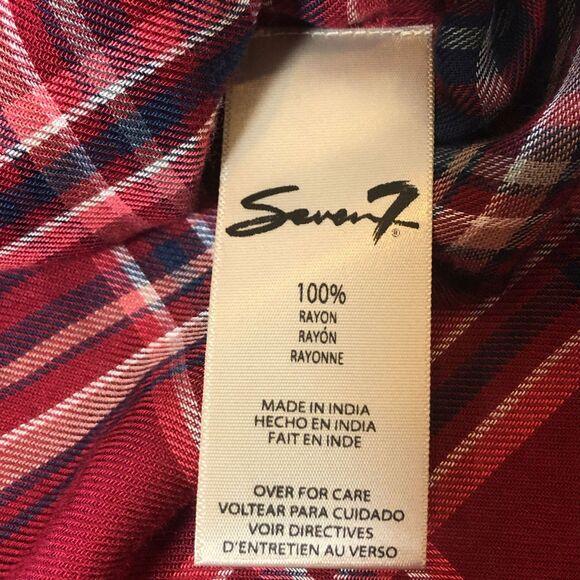 Seven7®
100%
RAYON
RAYÓN
RAYONNE
MADE IN INDIA
HECHO EN INDIA
FAIT EN INDE
OVER FOR CARE
VOLTEAR PARA CUIDADO
VOIR DIRECTIVES
D'ENTRETIEN AU VERSO